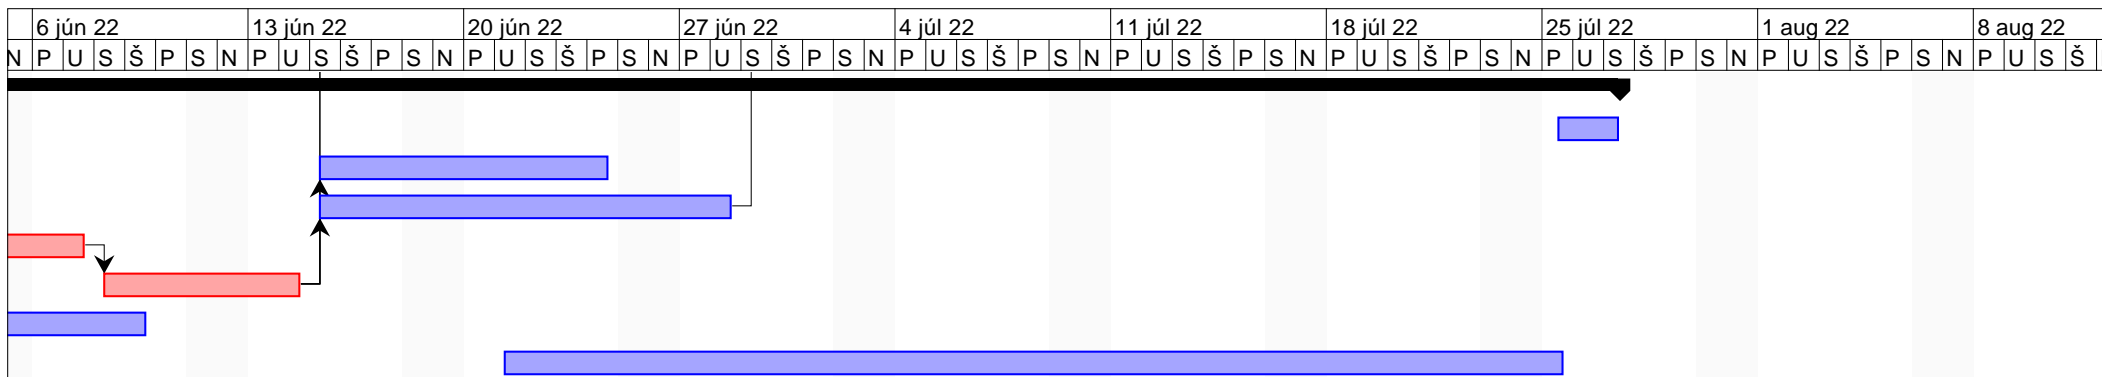 6 jún 22 13 jún 22 20 jún 22 27 jún 22 4 júl 22 11 júl 22 18 júl 22 25 júl 22 1 aug 22 8 aug 22
N P U S Š P S N P U S Š P S N P U S Š P S N P U S Š P S N P U S Š P S N P U S Š P S N P U S Š P S N P U S Š P S N P U S Š P S N P U S Š